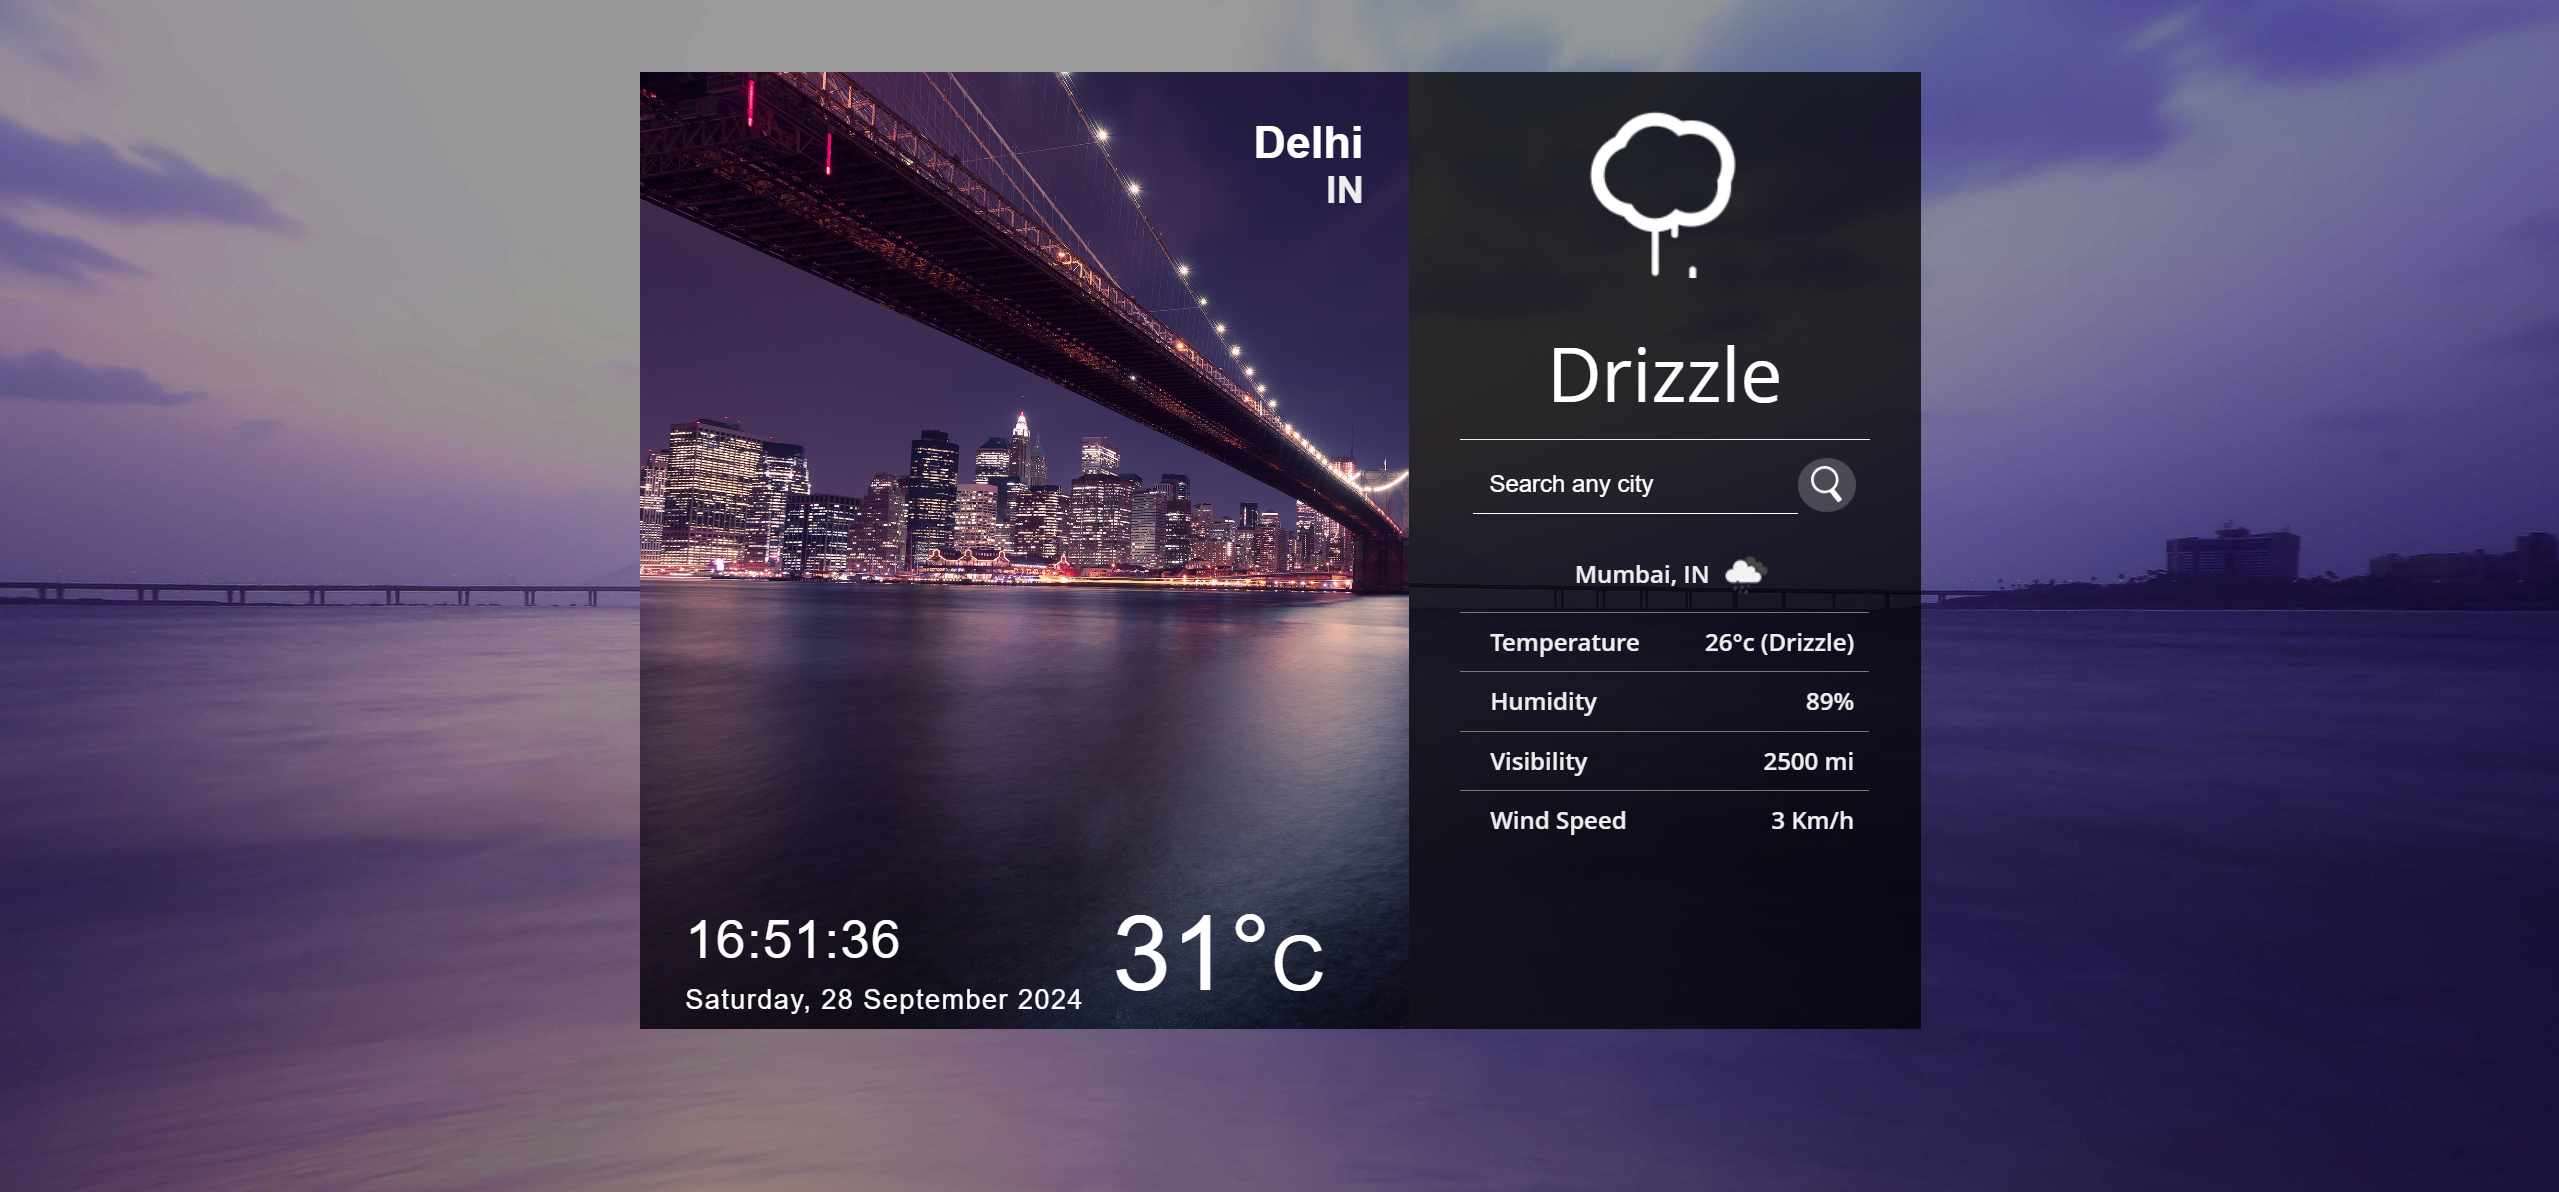 Delhi
IN
16:51:36
Saturday, 28 September 2024
31°C
Drizzle
Search any city
Mumbai, IN
Temperature 26°c (Drizzle)
Humidity 89%
Visibility 2500 mi
Wind Speed 3 Km/h